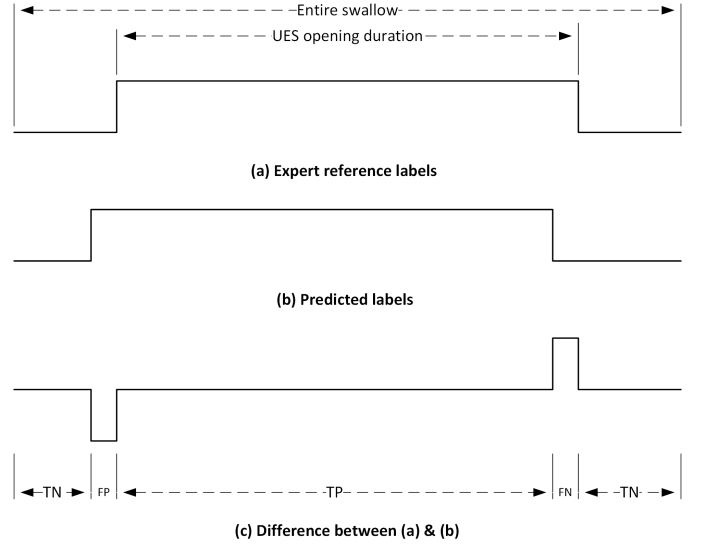 Entire swallow
UES opening duration
(a) Expert reference labels
(b) Predicted labels
TN FP TP FN TN
(c) Difference between (a) & (b)